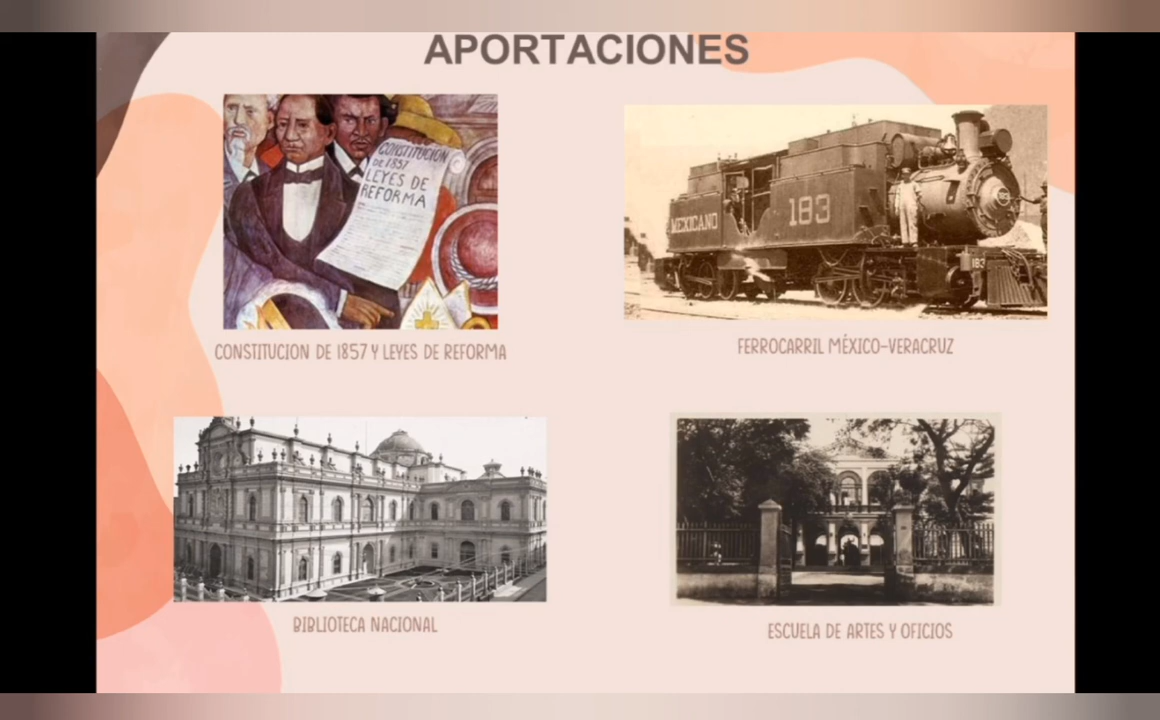 APORTACIONES
CONSTITUCION
DE 1857
LEYES DE
REFORMA
MEXICANO
183
183
CONSTITUCION DE 1857 Y LEYES DE REFORMA
FERROCARRIL MÉXICO-VERACRUZ
BIBLIOTECA NACIONAL
ESCUELA DE ARTES Y OFICIOS